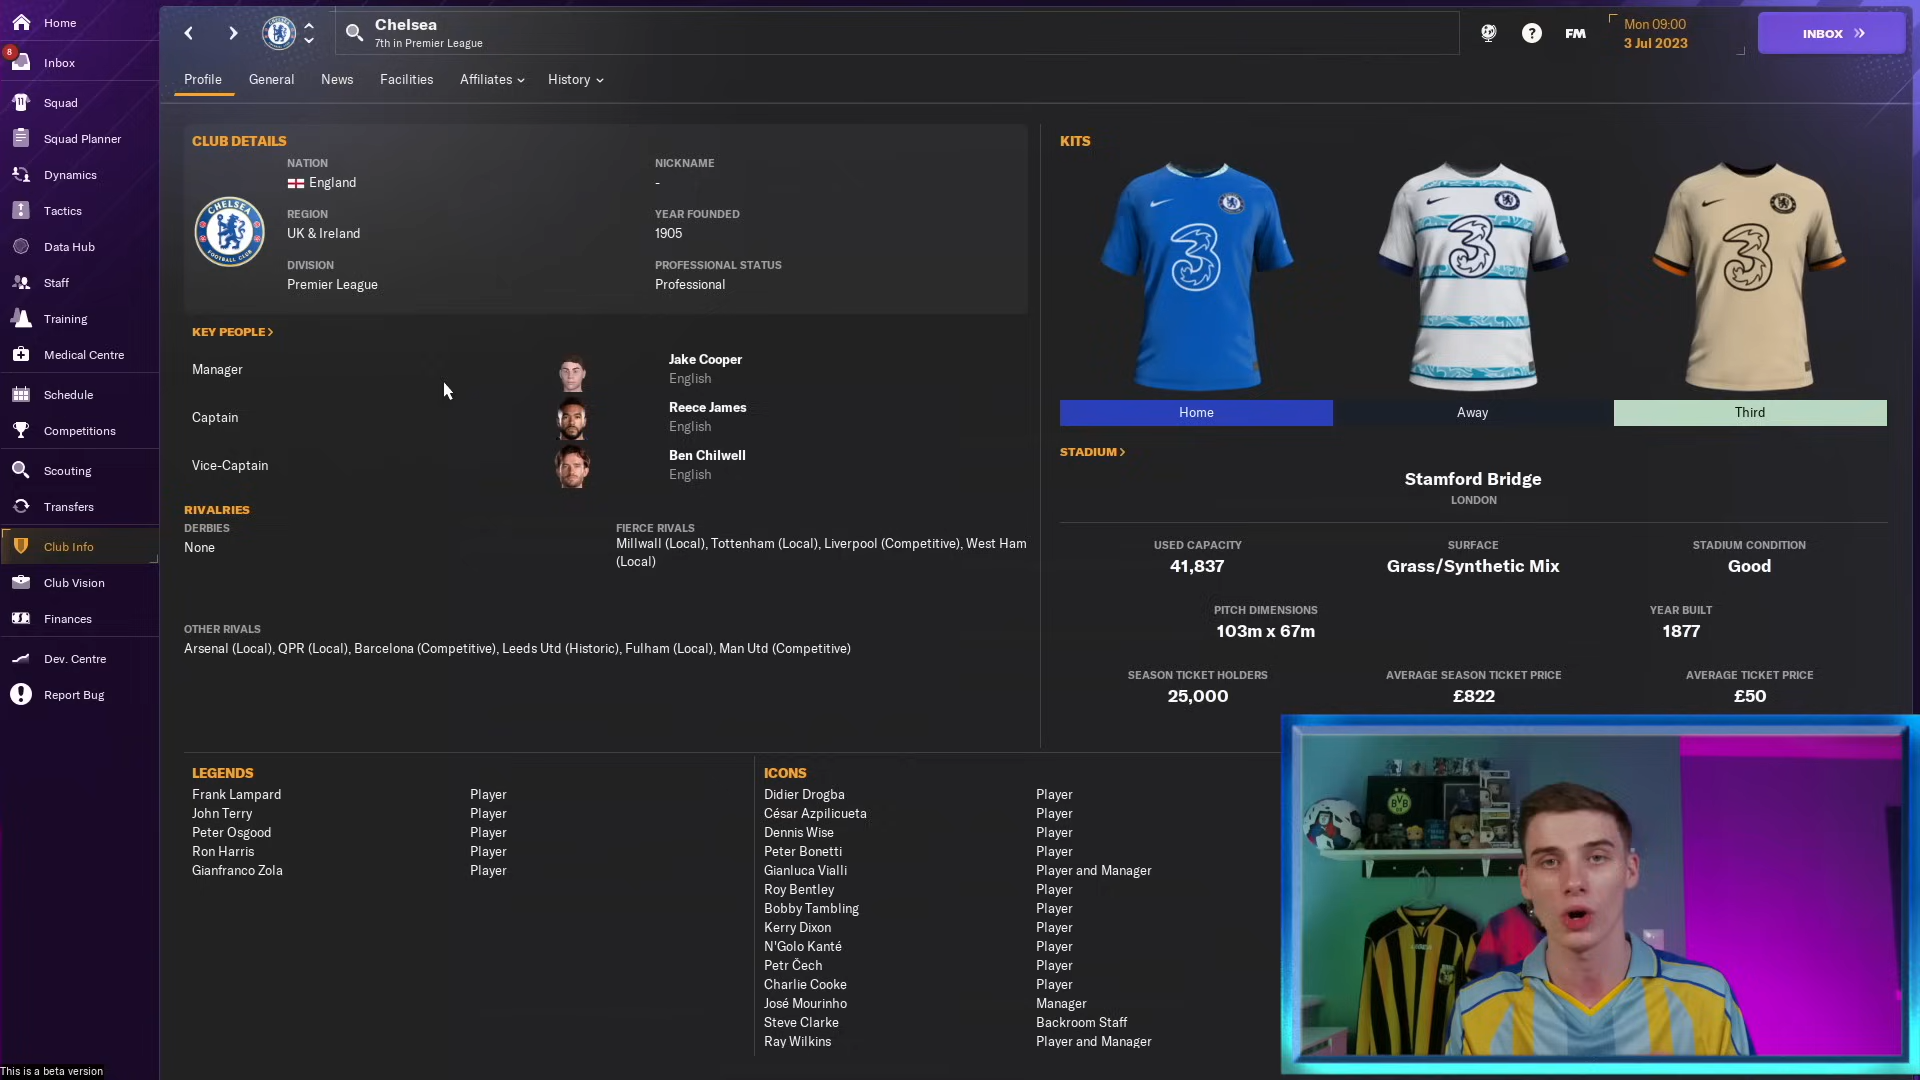 Home
Chelsea
7th in Premier League
FM
Mon 09:00
3 Jul 2023
INBOX
8
Inbox
Squad
Squad Planner
Dynamics
Tactics
Data Hub
Staff
Training
Medical Centre
Schedule
Competitions
Scouting
Transfers
Club Info
Club Vision
Finances
Dev. Centre
Report Bug
This is a beta version
Profile General News Facilities Affiliates History
CLUB DETAILS
CHELSEA
FOOTBALL CLUB
NATION
England
NICKNAME
-
REGION
UK & Ireland
YEAR FOUNDED
1905
DIVISION
Premier League
PROFESSIONAL STATUS
Professional
KEY PEOPLE >
Manager
Jake Cooper
English
Captain
Reece James
English
Vice-Captain
Ben Chilwell
English
RIVALRIES
DERBIES
None
FIERCE RIVALS
Millwall (Local), Tottenham (Local), Liverpool (Competitive), West Ham
(Local)
OTHER RIVALS
Arsenal (Local), QPR (Local), Barcelona (Competitive), Leeds Utd (Historic), Fulham (Local), Man Utd (Competitive)
KITS
3
3
3
Home
Away
Third
STADIUM >
Stamford Bridge
LONDON
USED CAPACITY
41,837
SURFACE
Grass/Synthetic Mix
STADIUM CONDITION
Good
PITCH DIMENSIONS
103m x 67m
YEAR BUILT
1877
SEASON TICKET HOLDERS
25,000
AVERAGE SEASON TICKET PRICE
£822
AVERAGE TICKET PRICE
£50
LEGENDS
Frank Lampard Player
John Terry Player
Peter Osgood Player
Ron Harris Player
Gianfranco Zola Player
ICONS
Didier Drogba Player
César Azpilicueta Player
Dennis Wise Player
Peter Bonetti Player
Gianluca Vialli Player and Manager
Roy Bentley Player
Bobby Tambling Player
Kerry Dixon Player
N'Golo Kanté Player
Petr Čech Player
Charlie Cooke Player
José Mourinho Manager
Steve Clarke Backroom Staff
Ray Wilkins Player and Manager
BVB
09